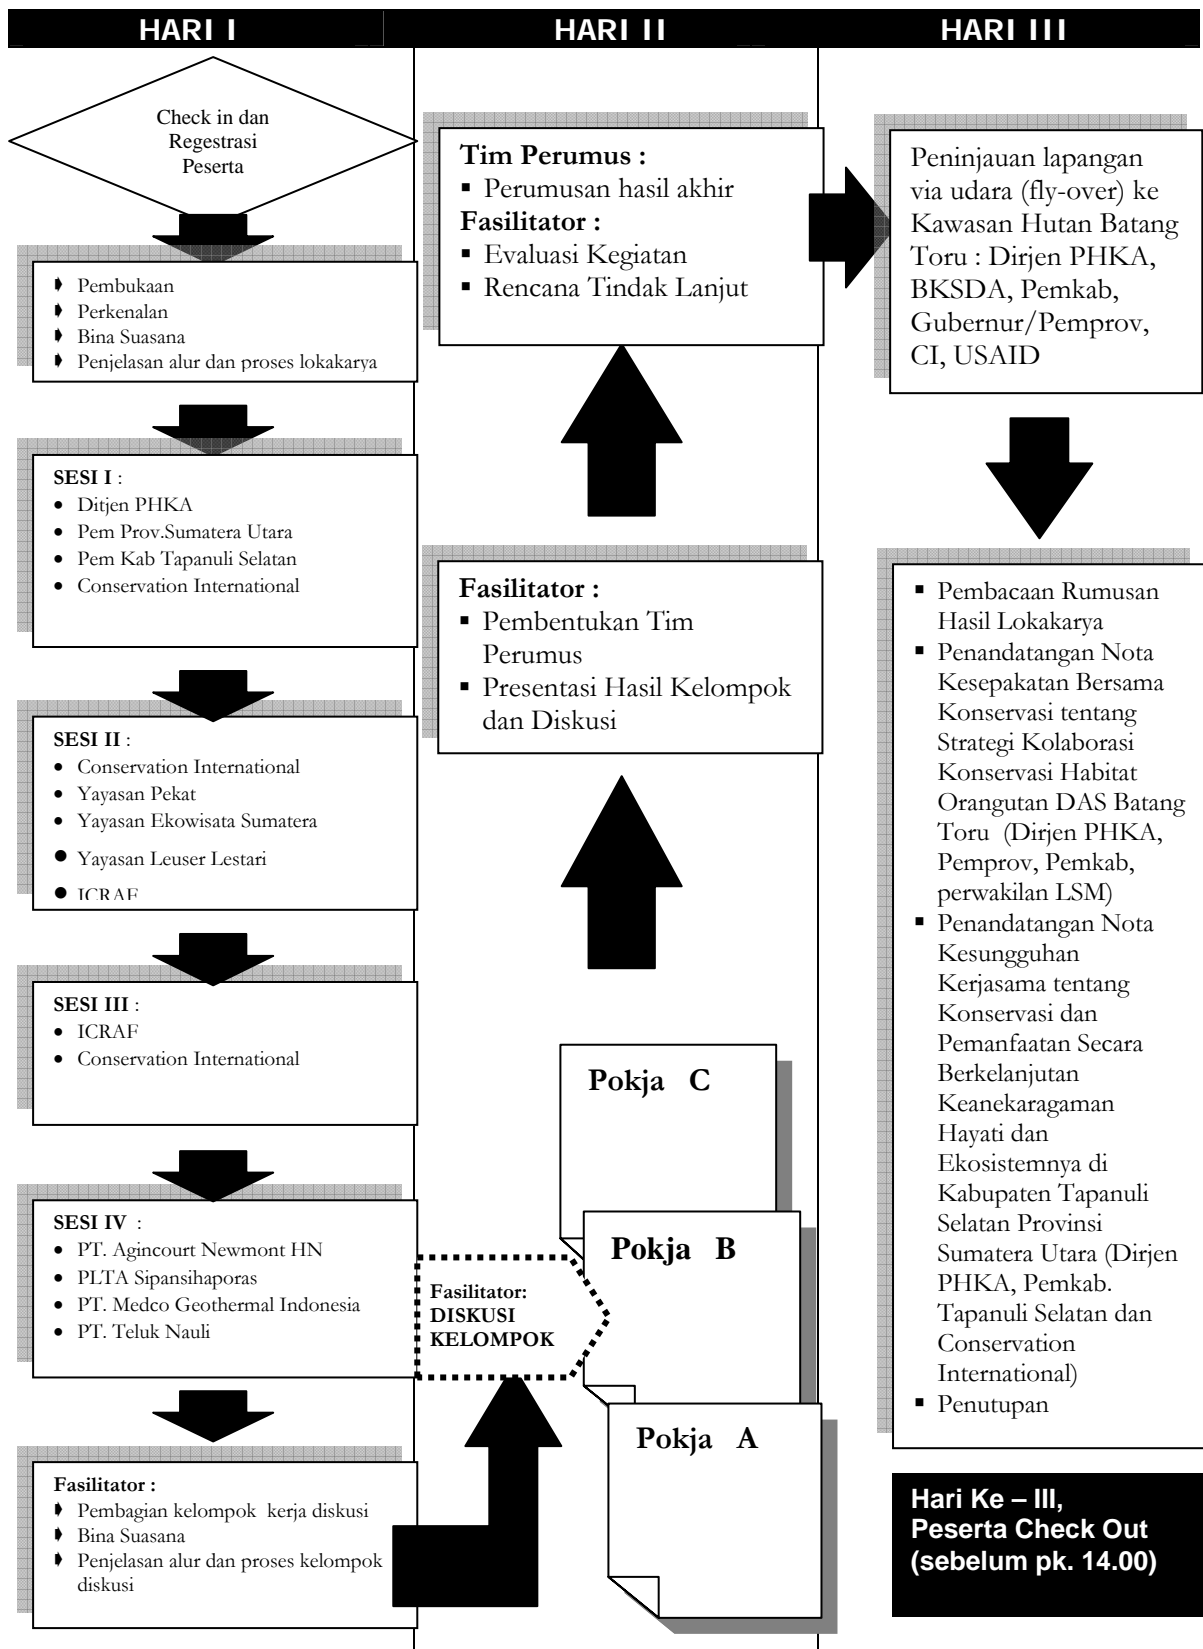 HARI I
Check in dan
Regestrasi
Peserta
Pembukaan
Perkenalan
Bina Suasana
Penjelasan alur dan proses lokakarya
SESI I :
Ditjen PHKA
Pem Prov.Sumatera Utara
Pem Kab Tapanuli Selatan
Conservation International
SESI II :
Conservation International
Yayasan Pekat
Yayasan Ekowisata Sumatera
Yayasan Leuser Lestari
ICRAF
SESI III :
ICRAF
Conservation International
SESI IV :
PT. Agincourt Newmont HN
PLTA Sipansihaporas
PT. Medco Geothermal Indonesia
PT. Teluk Nauli
Fasilitator :
Pembagian kelompok kerja diskusi
Bina Suasana
Penjelasan alur dan proses kelompok
diskusi
HARI II
Tim Perumus :
Perumusan hasil akhir
Fasilitator :
Evaluasi Kegiatan
Rencana Tindak Lanjut
Fasilitator :
Pembentukan Tim
Perumus
Presentasi Hasil Kelompok
dan Diskusi
Pokja C
Pokja B
Fasilitator:
DISKUSI
KELOMPOK
Pokja A
HARI III
Peninjauan lapangan
via udara (fly-over) ke
Kawasan Hutan Batang
Toru : Dirjen PHKA,
BKSDA, Pemkab,
Gubernur/Pemprov,
CI, USAID
Pembacaan Rumusan
Hasil Lokakarya
Penandatangan Nota
Kesepakatan Bersama
Konservasi tentang
Strategi Kolaborasi
Konservasi Habitat
Orangutan DAS Batang
Toru (Dirjen PHKA,
Pemprov, Pemkab,
perwakilan LSM)
Penandatangan Nota
Kesungguhan
Kerjasama tentang
Konservasi dan
Pemanfaatan Secara
Berkelanjutan
Keanekaragaman
Hayati dan
Ekosistemnya di
Kabupaten Tapanuli
Selatan Provinsi
Sumatera Utara (Dirjen
PHKA, Pemkab.
Tapanuli Selatan dan
Conservation
International)
Penutupan
Hari Ke – III,
Peserta Check Out
(sebelum pk. 14.00)